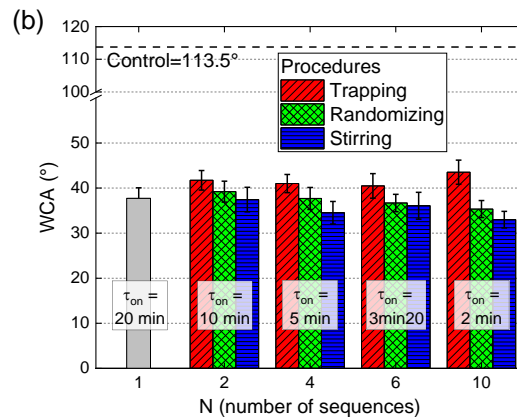 (b)
120
110
100
50
40
30
20
10
0
WCA (°)
Control=113.5°
Procedures
Trapping
Randomizing
Stirring
τon =
20 min
τon =
10 min
τon =
5 min
τon =
3min20
τon =
2 min
1
2
4
6
10
N (number of sequences)